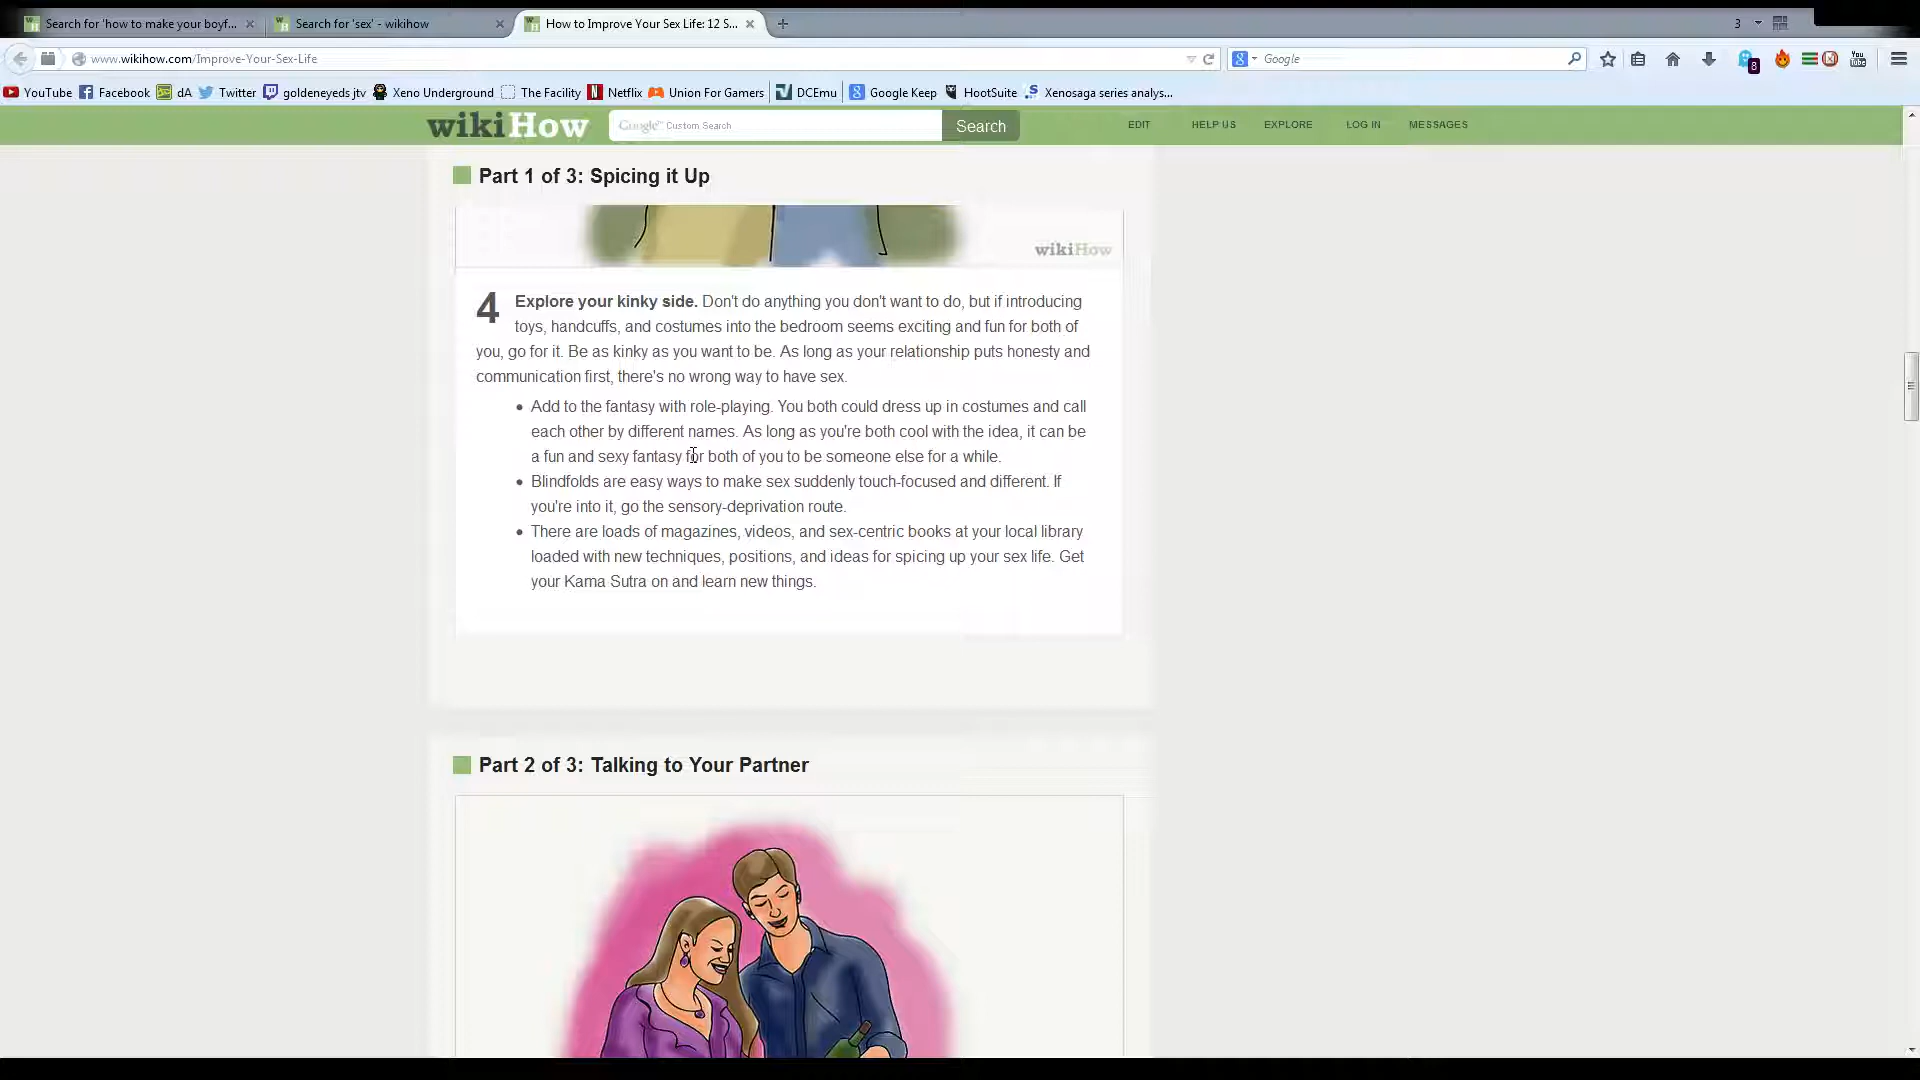 Search for 'how to make your boyf...
Search for 'sex' - wikihow
How to Improve Your Sex Life: 12 S...
3
www.wikihow.com/Improve-Your-Sex-Life
Google
8
You Tube
YouTube Facebook dA Twitter goldeneyeds jtv Xeno Underground The Facility Netflix Union For Gamers DCEmu Google Keep HootSuite Xenosaga series analys...
wikiHow Google™ Custom Search Search EDIT HELP US EXPLORE LOG IN MESSAGES
Part 1 of 3: Spicing it Up
wikiHow
4 Explore your kinky side. Don't do anything you don't want to do, but if introducing
toys, handcuffs, and costumes into the bedroom seems exciting and fun for both of
you, go for it. Be as kinky as you want to be. As long as your relationship puts honesty and
communication first, there's no wrong way to have sex.
• Add to the fantasy with role-playing. You both could dress up in costumes and call
each other by different names. As long as you're both cool with the idea, it can be
a fun and sexy fantasy for both of you to be someone else for a while.
• Blindfolds are easy ways to make sex suddenly touch-focused and different. If
you're into it, go the sensory-deprivation route.
• There are loads of magazines, videos, and sex-centric books at your local library
loaded with new techniques, positions, and ideas for spicing up your sex life. Get
your Kama Sutra on and learn new things.
Part 2 of 3: Talking to Your Partner